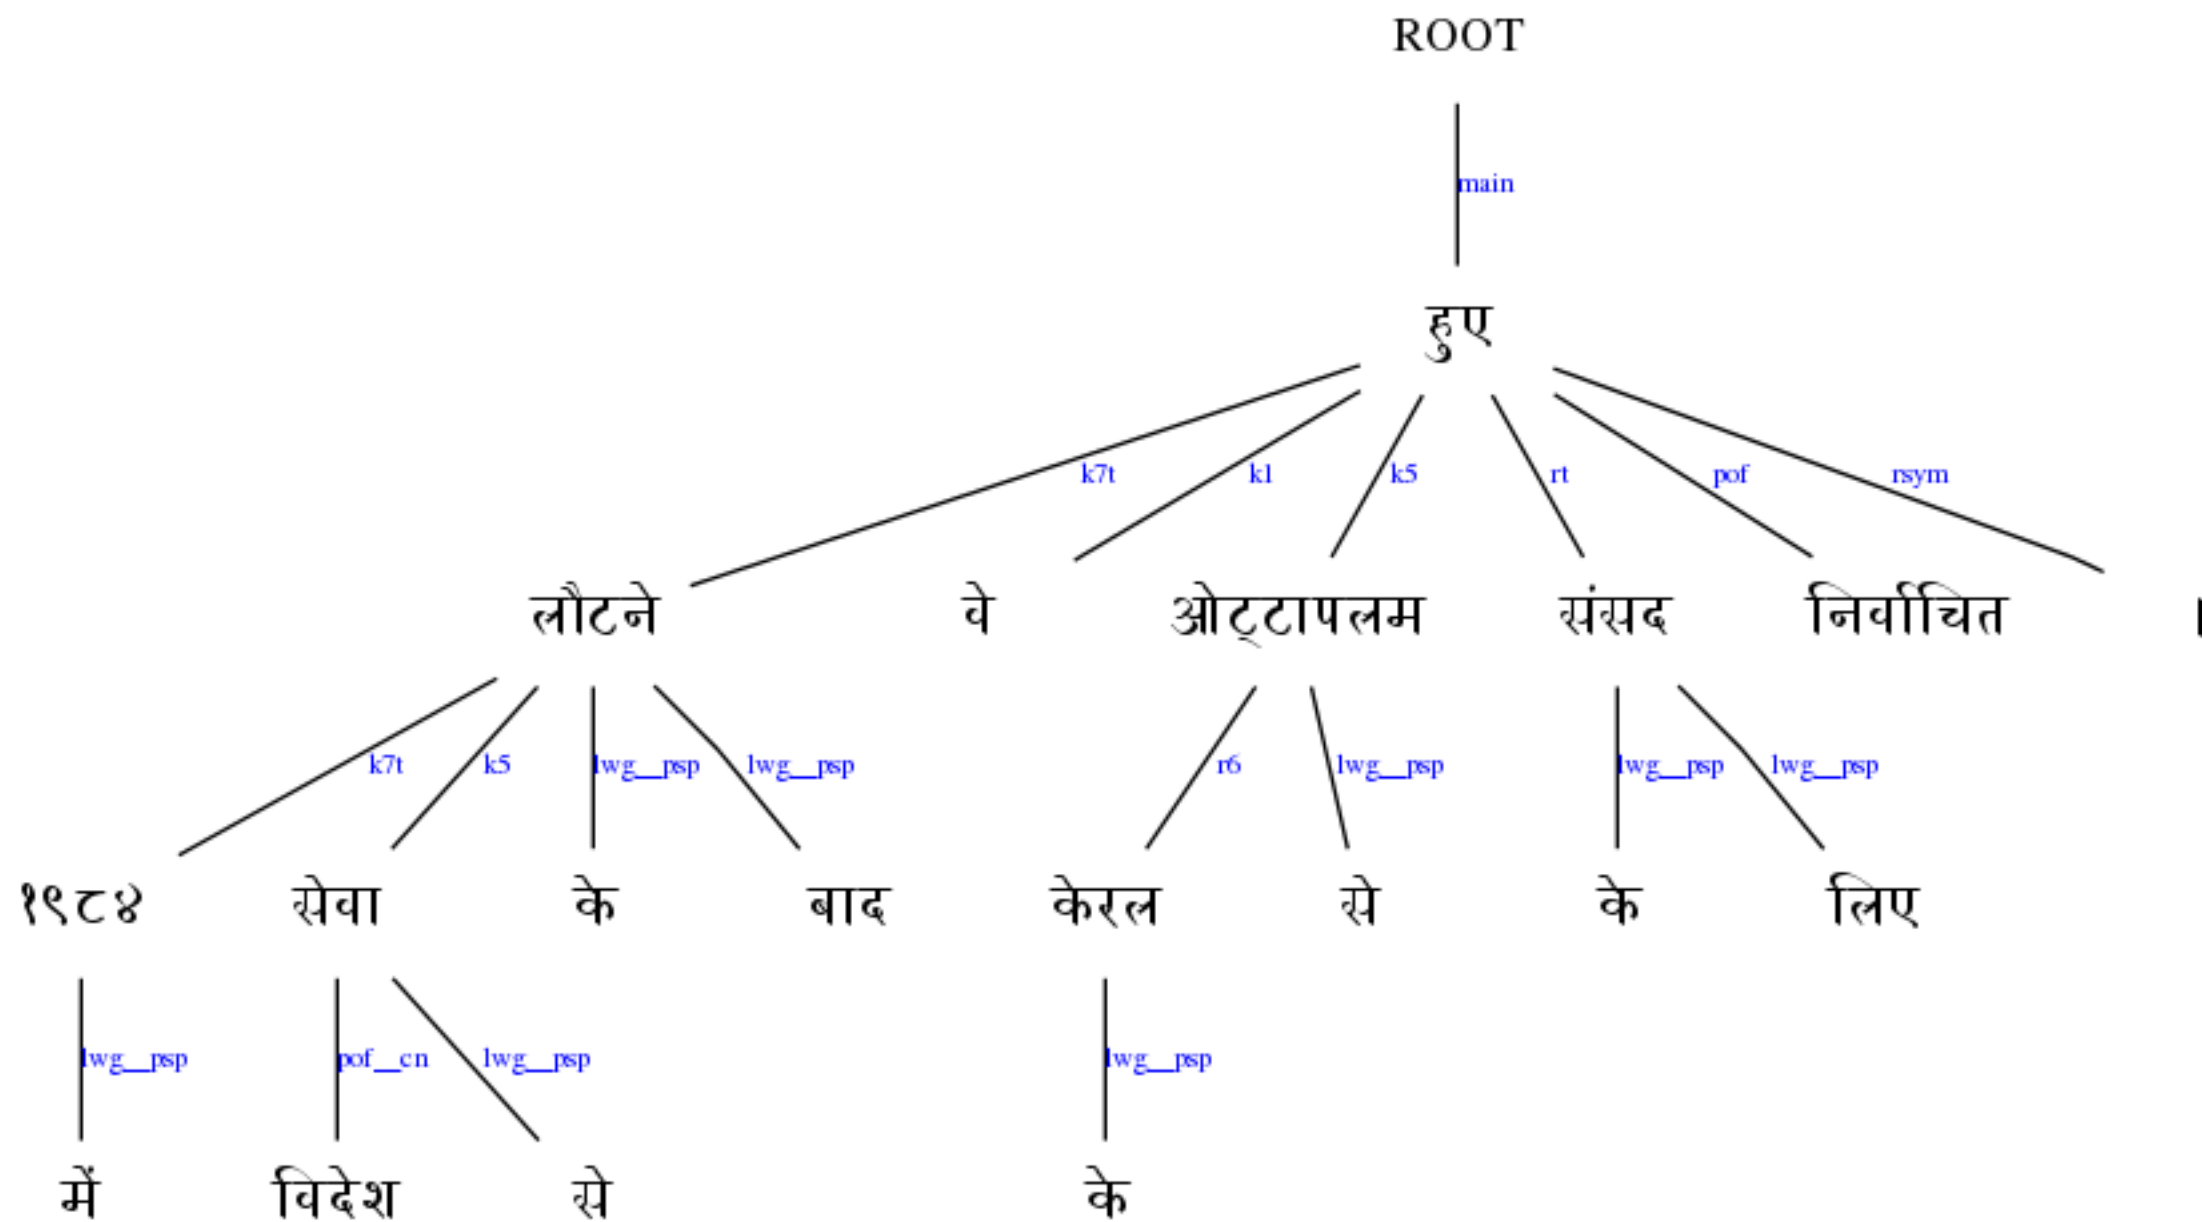 ROOT
main
हुए
k7t k1 k5 rt pof rsym
लौटने वे ओट्टापलम संसद निर्वाचित ।
k7t k5 lwg__psp lwg__psp r6 lwg__psp lwg__psp lwg__psp
१९८४ सेवा के बाद केरल से के लिए
lwg__psp pof__cn lwg__psp lwg__psp
में विदेश से के